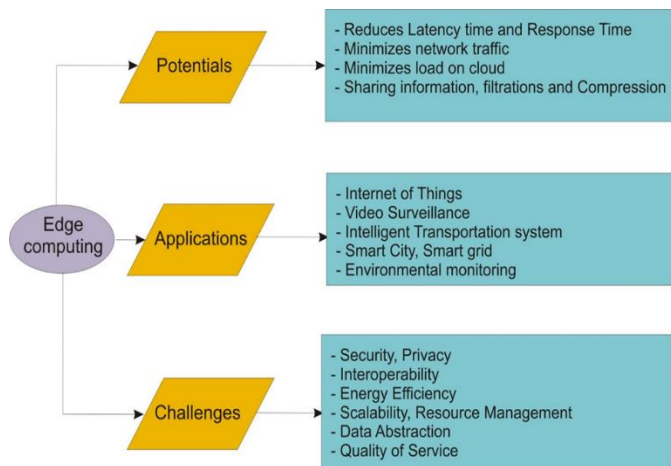 Edge
computing
Potentials
- Reduces Latency time and Response Time
- Minimizes network traffic
- Minimizes load on cloud
- Sharing information, filtrations and Compression
Applications
- Internet of Things
- Video Surveillance
- Intelligent Transportation system
- Smart City, Smart grid
- Environmental monitoring
Challenges
- Security, Privacy
- Interoperability
- Energy Efficiency
- Scalability, Resource Management
- Data Abstraction
- Quality of Service